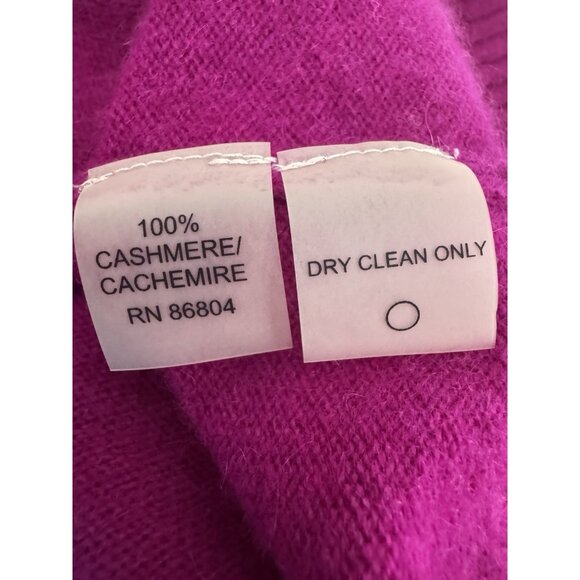 100%
CASHMERE/
CACHEMIRE
RN 86804
DRY CLEAN ONLY